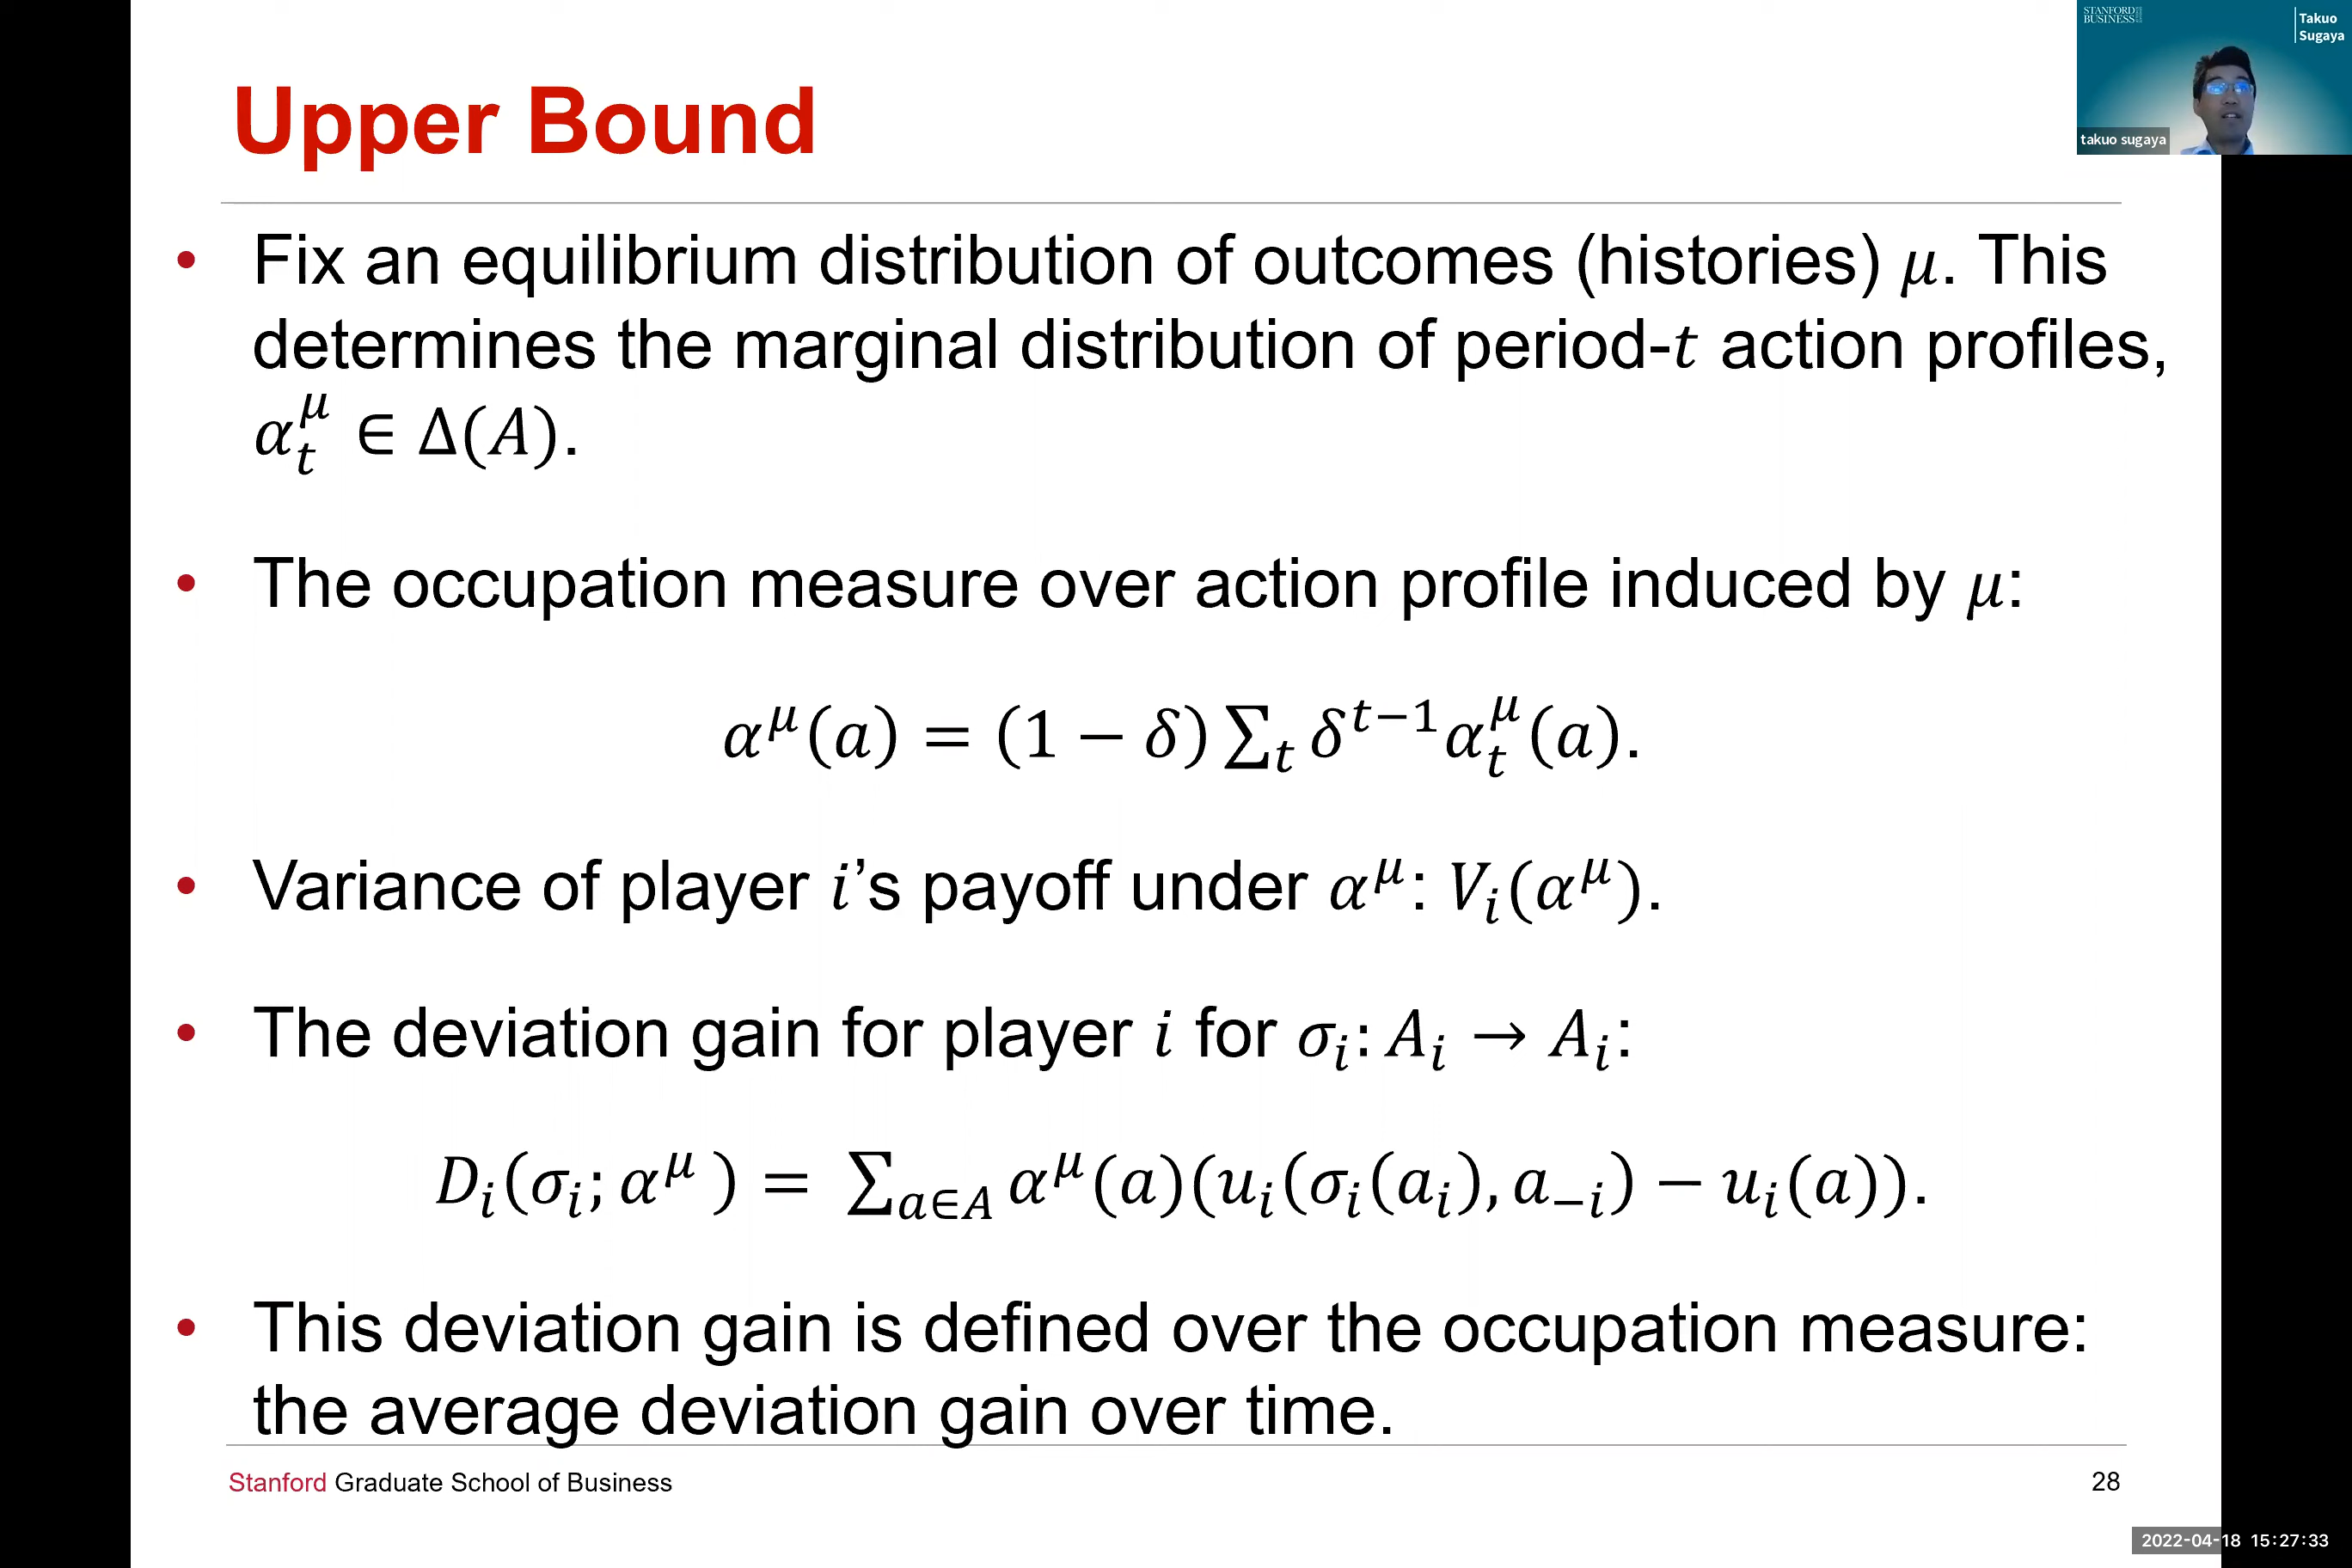 STANFORD
BUSINESS
Takuo
Sugaya
takuo sugaya
Upper Bound
• Fix an equilibrium distribution of outcomes (histories) μ. This
determines the marginal distribution of period-t action profiles,
α_t^μ ∈ Δ(A).
• The occupation measure over action profile induced by μ:
α^μ(a) = (1 − δ) ∑_t δ^{t−1} α_t^μ(a).
• Variance of player i’s payoff under α^μ: V_i(α^μ).
• The deviation gain for player i for σ_i: A_i → A_i:
D_i(σ_i; α^μ) = ∑_{a∈A} α^μ(a)(u_i(σ_i(a_i), a_{−i}) − u_i(a)).
• This deviation gain is defined over the occupation measure:
the average deviation gain over time.
Stanford Graduate School of Business
28
2022-04-18 15:27:33